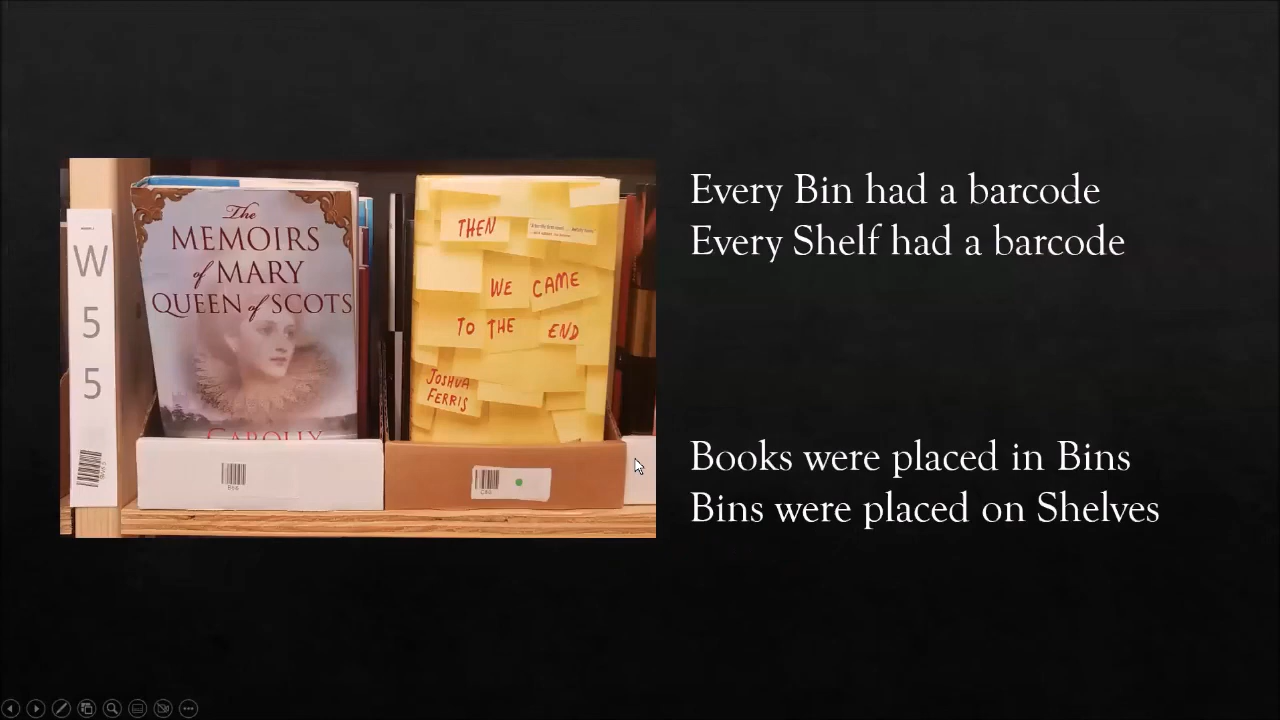 Every Bin had a barcode
Every Shelf had a barcode
Books were placed in Bins
Bins were placed on Shelves
W
5
5
The
MEMOIRS
of MARY
QUEEN of SCOTS
CAROLLY
THEN
WE CAME
TO THE END
JOSHUA
FERRIS